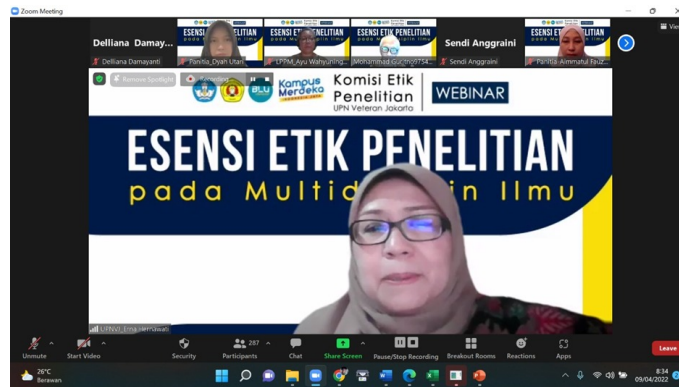 Zoom Meeting
View
Delliana Damay...
Sendi Anggraini
Delliana Damayanti
Panitia_Dyah Utari
LPPM_Ayu Wahyuning...
Sendi Anggraini
Remove Spotlight
Recording...
Kampus
Merdeka
Komisi Etik
Penelitian
UPN Veteran Jakarta
WEBINAR
ESENSI ETIK PENELITIAN
pada
Ilmu
Unmute
Start Video
Security
Participants
287
Chat
Share Screen
Pause/Stop Recording
Breakout Rooms
Reactions
Apps
Leave
26°C
Berawan
8:34
09/04/2022